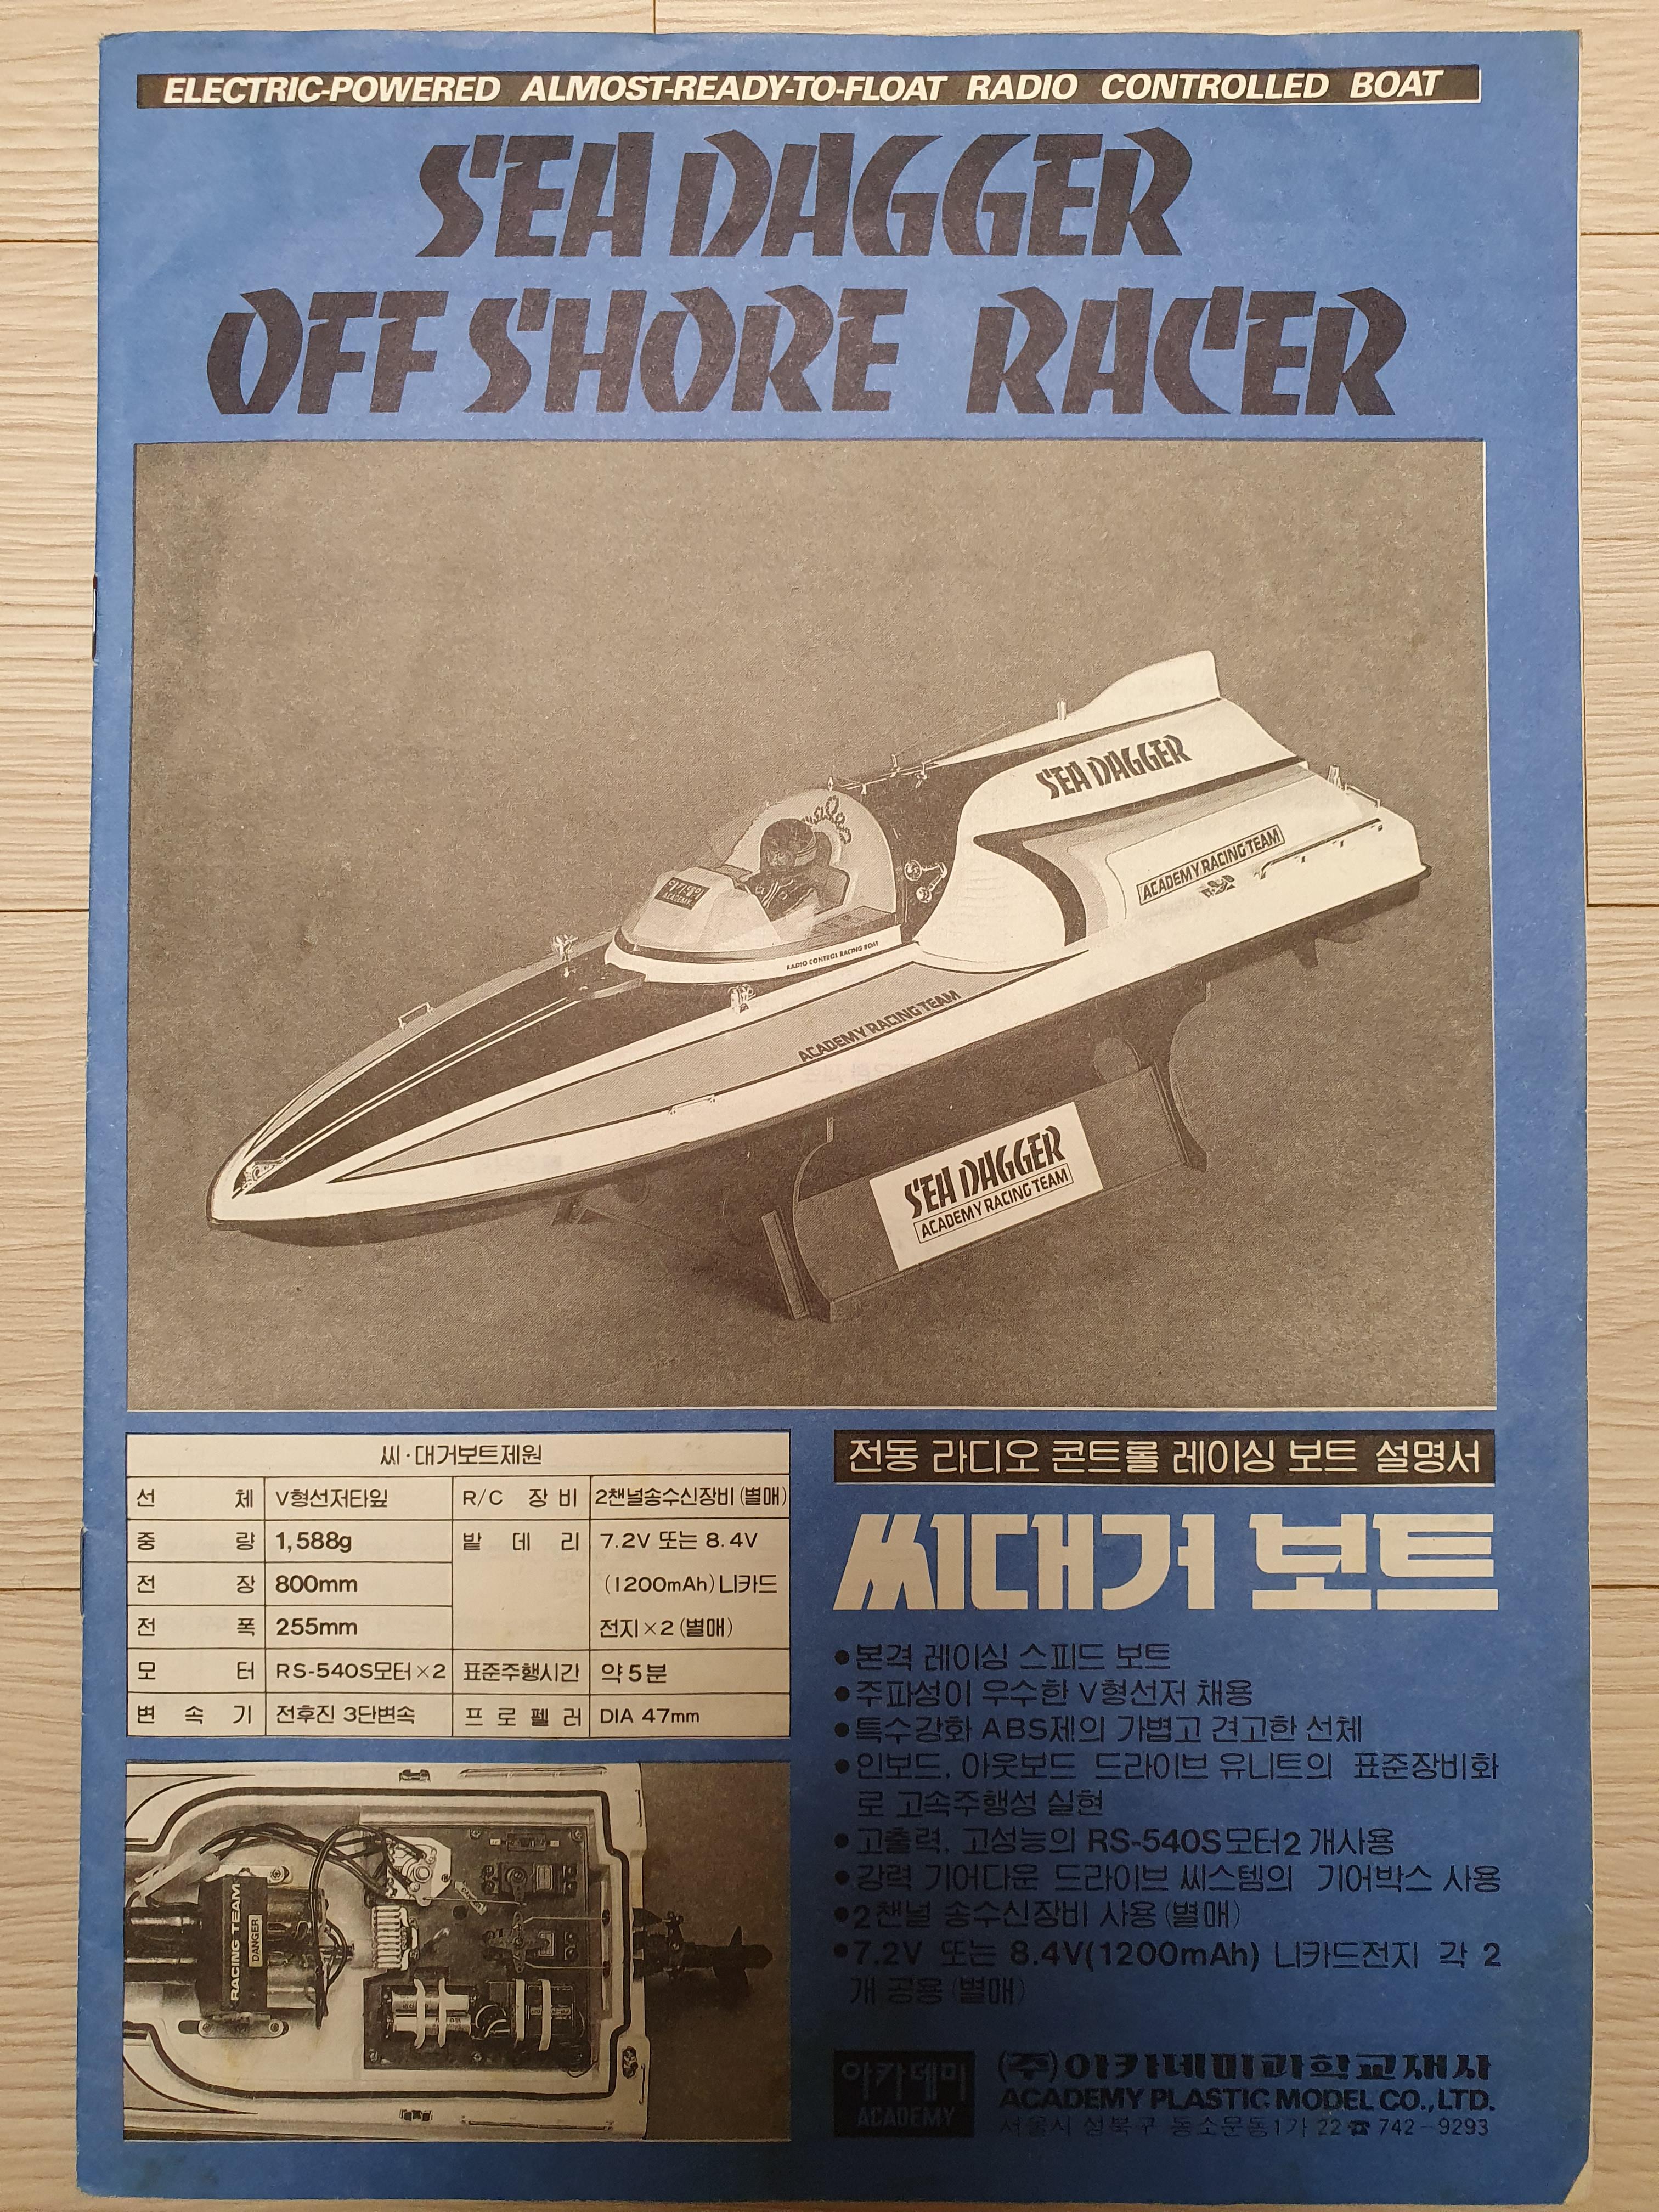 ELECTRIC-POWERED ALMOST-READY-TO-FLOAT RADIO CONTROLLED BOAT
SEA DAGGER
OFF SHORE RACER
SEA DAGGER
ACADEMY RACING TEAM
아카데미
ACADEMY
RADIO CONTROL RACING BOAT
ACADEMY RACING TEAM
SEA DAGGER
ACADEMY RACING TEAM
씨·대거보트제원
선 체 V형선저타잎 R/C 장비 2챈널송수신장비(별매)
중 량 1,588g 밭 데 리 7.2V 또는 8.4V
전 장 800mm (1200mAh)니카드
전 폭 255mm 전지×2(별매)
모 터 RS-540S모터×2 표준주행시간 약5분
변 속 기 전후진 3단변속 프 로 펠 러 DIA 47mm
RACING TEAM
DANGER
전동 라디오 콘트롤 레이싱 보트 설명서
씨대거 보트
●본격 레이싱 스피드 보트
●주파성이 우수한 V형선저 채용
●특수강화 ABS제의 가볍고 견고한 선체
●인보드, 아웃보드 드라이브 유니트의 표준장비화
로 고속주행성 실현
●고출력, 고성능의 RS-540S모터2 개사용
●강력 기어다운 드라이브 씨스템의 기어박스 사용
●2챈널 송수신장비 사용(별매)
●7.2V 또는 8.4V(1200mAh) 니카드전지 각 2
개 공용(별매)
아카데미
ACADEMY
(주)아카데미과학교재사
ACADEMY PLASTIC MODEL CO., LTD.
서울시 성북구 동소문동1가 22 ☎ 742-9293